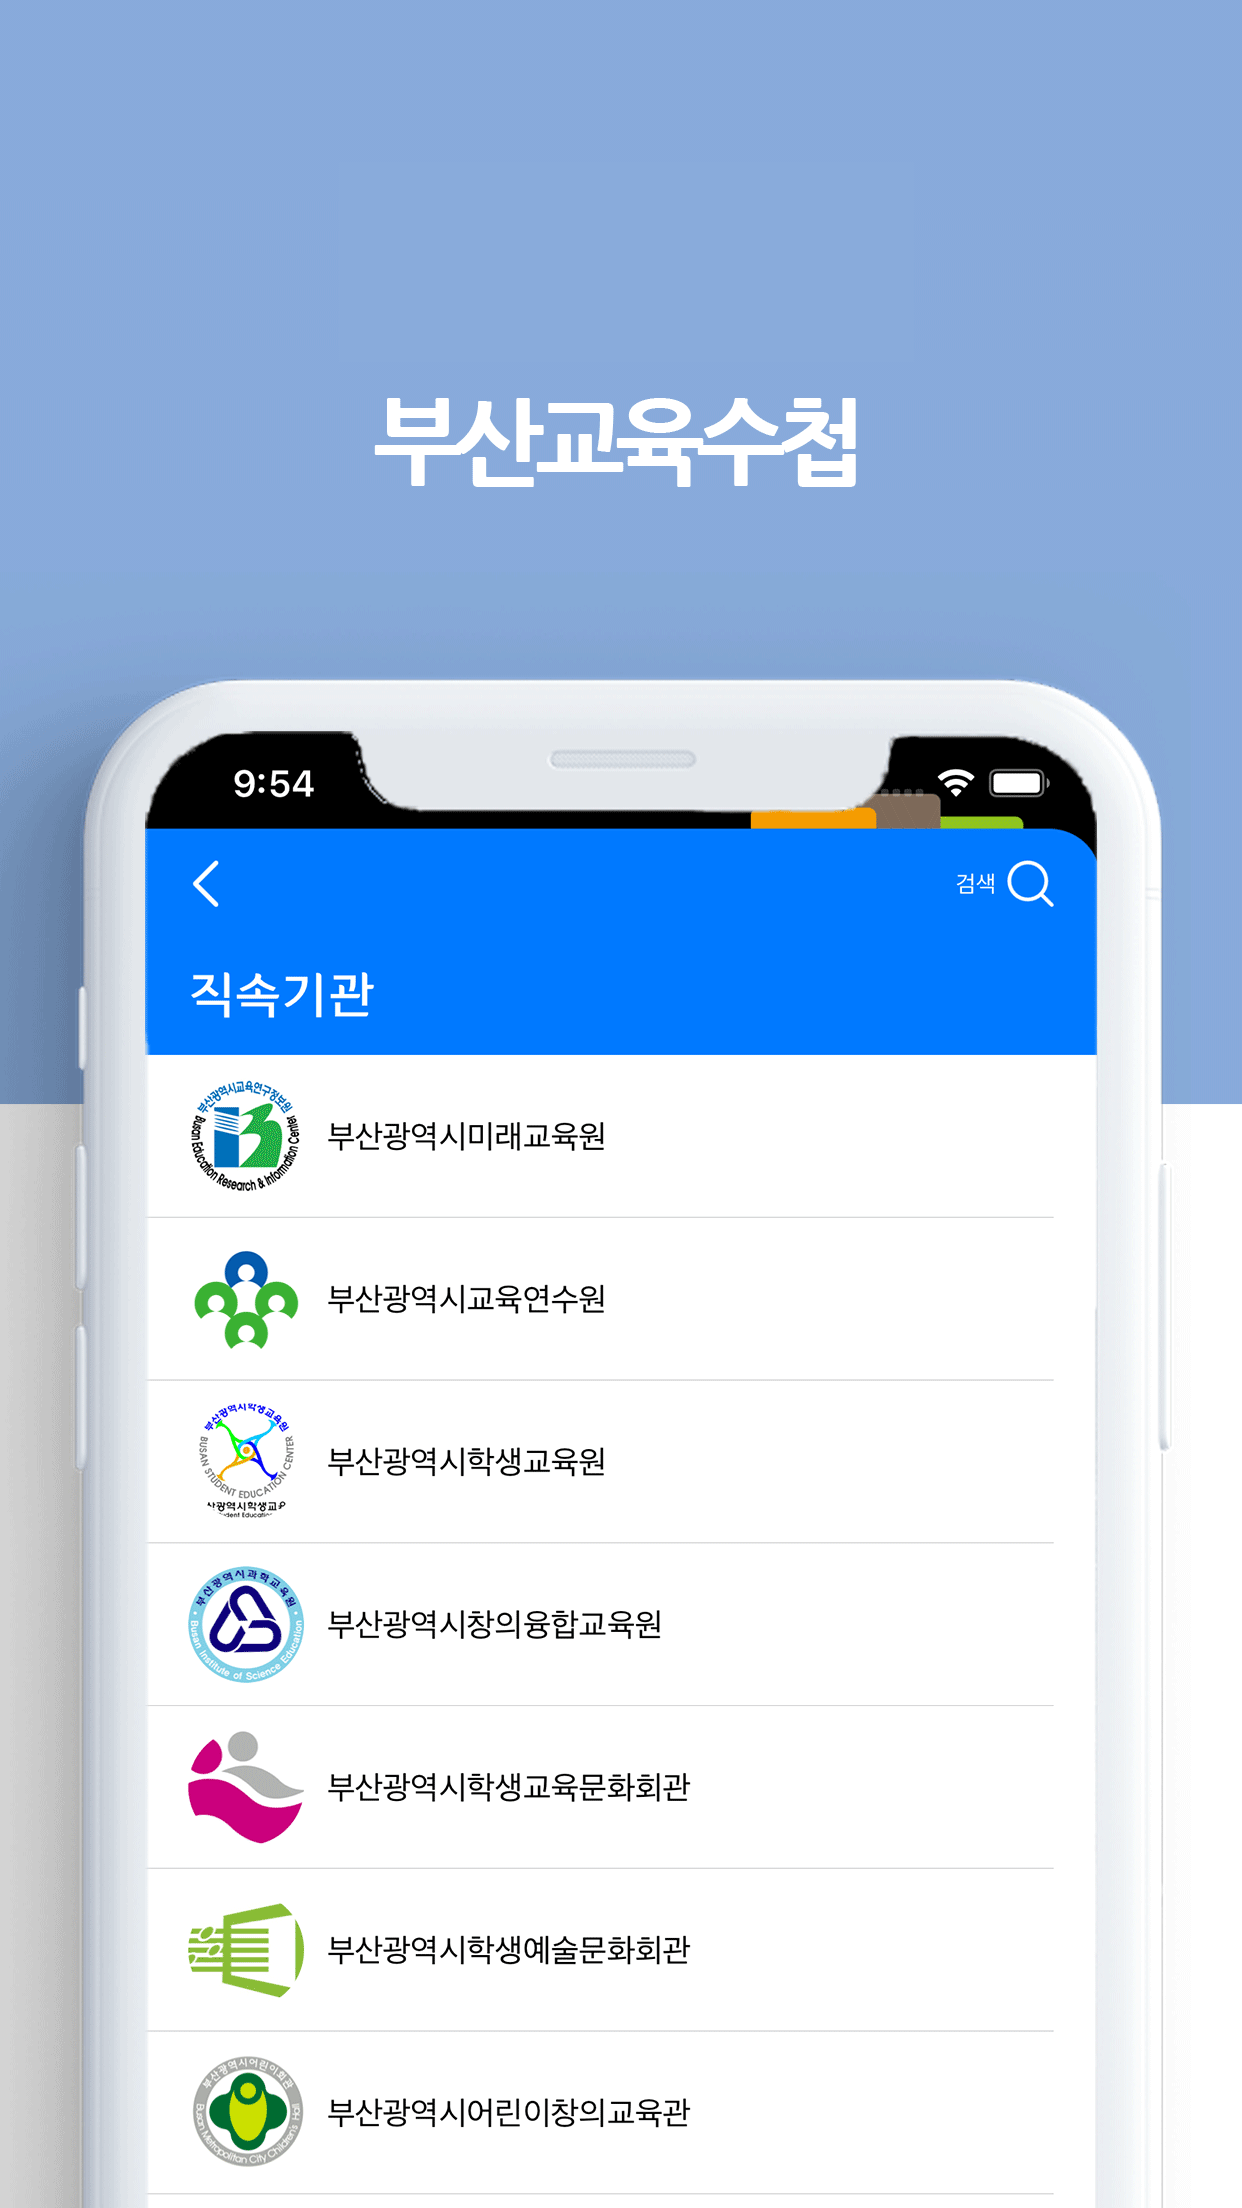 부산교육수첩
9:54
검색
직속기관
부산광역시교육연구정보원
Busan Education Research & Information Center
부산광역시미래교육원
부산광역시교육연수원
부산광역시학생교육원
BUSAN STUDENT EDUCATION CENTER
부산광역시학생교육원
부산광역시과학교육원
Busan Institute of Science Education
부산광역시창의융합교육원
부산광역시학생교육문화회관
부산광역시학생예술문화회관
부산광역시어린이회관
Busan Metropolitan City Children's Hall
부산광역시어린이창의교육관